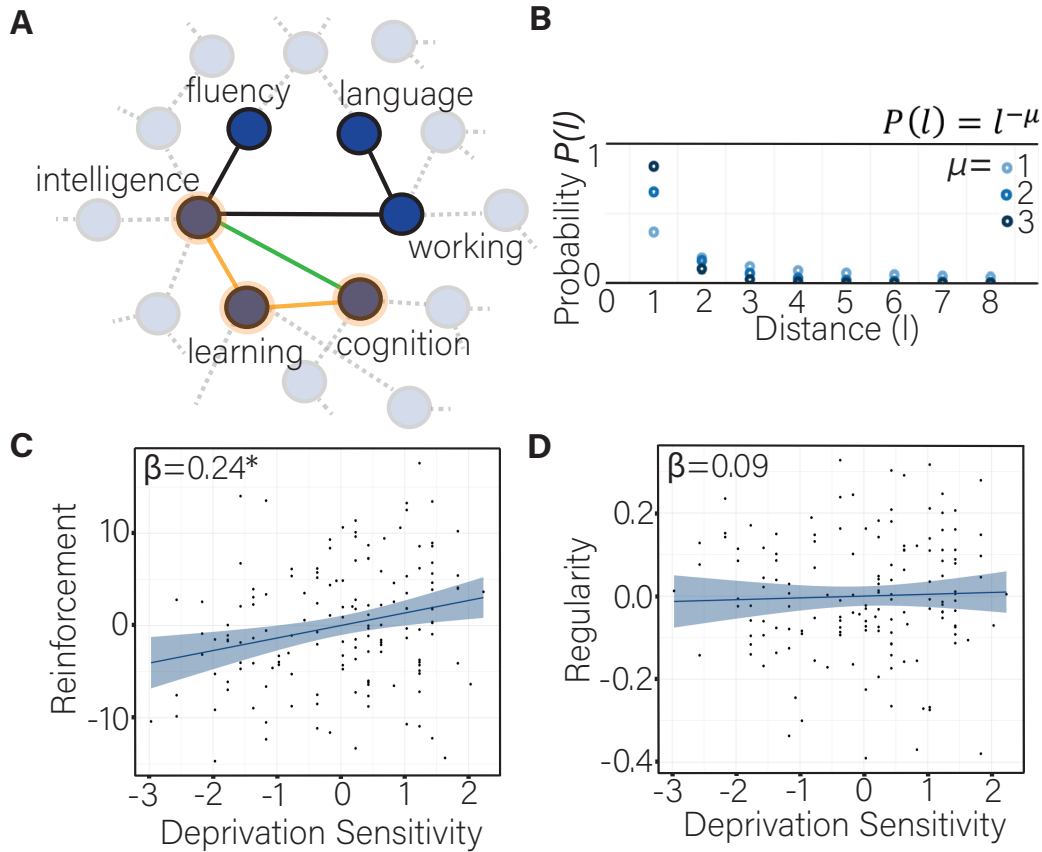 A
fluency
language
intelligence
working
learning
cognition
B
P(l) = l^{-μ}
Probability P(l)
1
0
μ= 1
2
3
0 1 2 3 4 5 6 7 8
Distance (l)
C
β=0.24*
Reinforcement
10
0
-10
-3 -2 -1 0 1 2
Deprivation Sensitivity
D
β=0.09
Regularity
0.2
0.0
-0.2
-0.4
-3 -2 -1 0 1 2
Deprivation Sensitivity